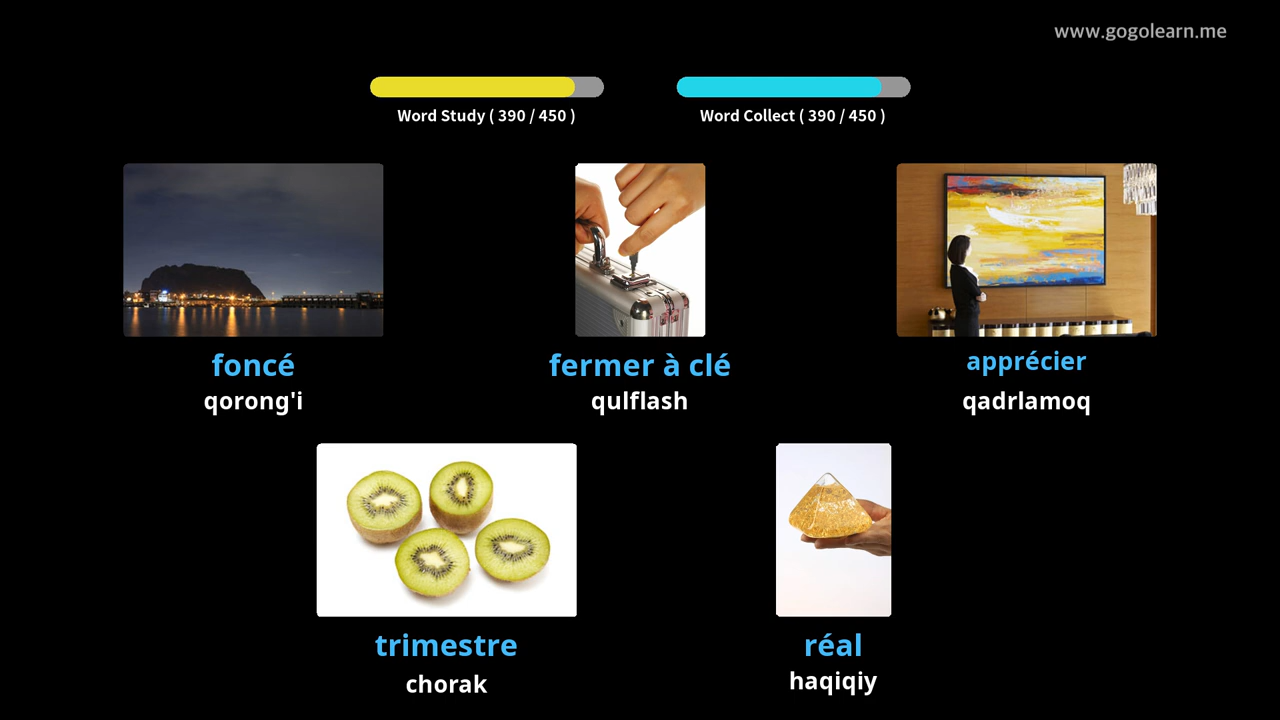 www.gogolearn.me
Word Study ( 390 / 450 )
Word Collect ( 390 / 450 )
foncé
qorong'i
fermer à clé
qulflash
apprécier
qadrlamoq
trimestre
chorak
réal
haqiqiy